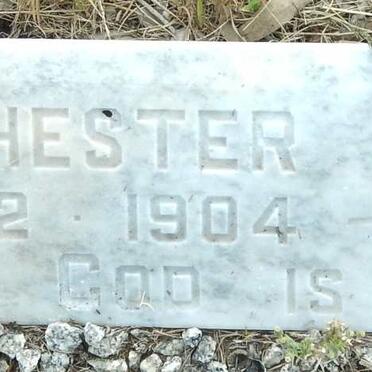 HESTER
2 · 1904 -
GOD IS